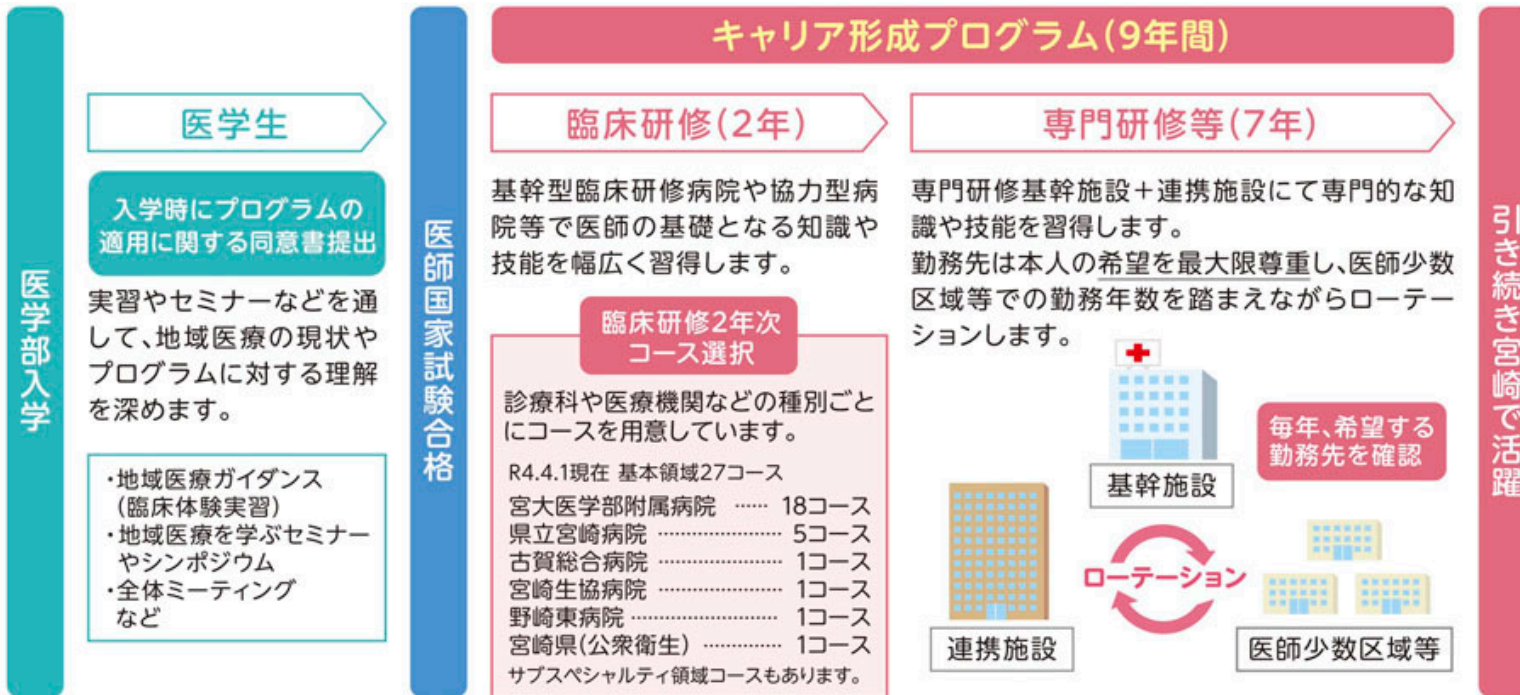 医学部入学
医学生
入学時にプログラムの
適用に関する同意書提出
実習やセミナーなどを通
して、地域医療の現状や
プログラムに対する理解
を深めます。
・地域医療ガイダンス
(臨床体験実習)
・地域医療を学ぶセミナー
やシンポジウム
・全体ミーティング
など
医師国家試験合格
キャリア形成プログラム(9年間)
臨床研修(2年)
基幹型臨床研修病院や協力型病
院等で医師の基礎となる知識や
技能を幅広く習得します。
臨床研修2年次
コース選択
診療科や医療機関などの種別ごと
にコースを用意しています。
R4.4.1現在 基本領域27コース
宮大医学部附属病院 …… 18コース
県立宮崎病院 …………………… 5コース
古賀総合病院 …………………… 1コース
宮崎生協病院 …………………… 1コース
野崎東病院 ………………………… 1コース
宮崎県(公衆衛生) …………… 1コース
サブスペシャルティ領域コースもあります。
専門研修等(7年)
専門研修基幹施設+連携施設にて専門的な知
識や技能を習得します。
勤務先は本人の希望を最大限尊重し、医師少数
区域等での勤務年数を踏まえながらローテー
ションします。
毎年、希望する
勤務先を確認
基幹施設
ローテーション
連携施設
医師少数区域等
引き続き宮崎で活躍